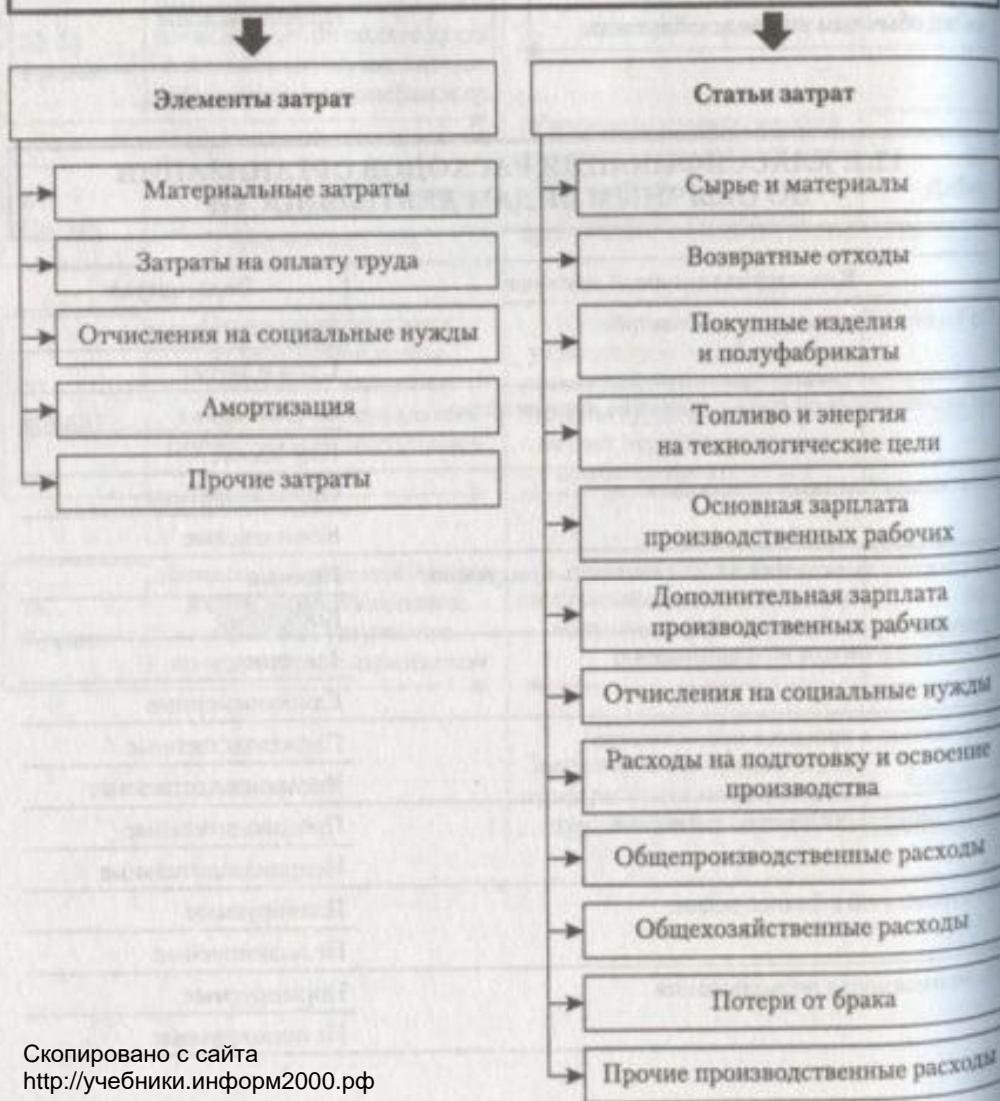 Элементы затрат
Материальные затраты
Затраты на оплату труда
Отчисления на социальные нужды
Амортизация
Прочие затраты
Статьи затрат
Сырье и материалы
Возвратные отходы
Покупные изделия
и полуфабрикаты
Топливо и энергия
на технологические цели
Основная зарплата
производственных рабочих
Дополнительная зарплата
производственных рабчих
Отчисления на социальные нужды
Расходы на подготовку и освоение
производства
Общепроизводственные расходы
Общехозяйственные расходы
Потери от брака
Прочие производственные расходы
Скопировано с сайта
http://учебники.информ2000.рф